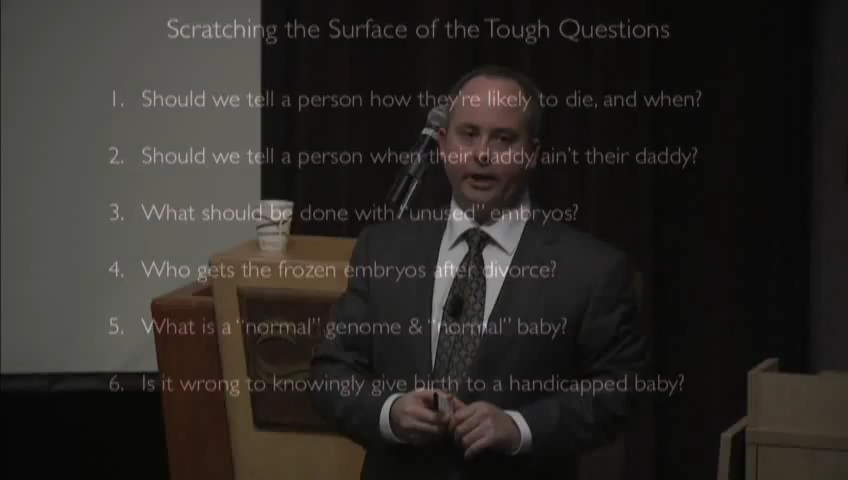 Scratching the Surface of the Tough Questions
1. Should we tell a person how they're likely to die, and when?
2. Should we tell a person when their daddy ain't their daddy?
3. What should be done with "unused" embryos?
4. Who gets the frozen embryos after divorce?
5. What is a "normal" genome & "normal" baby?
6. Is it wrong to knowingly give birth to a handicapped baby?